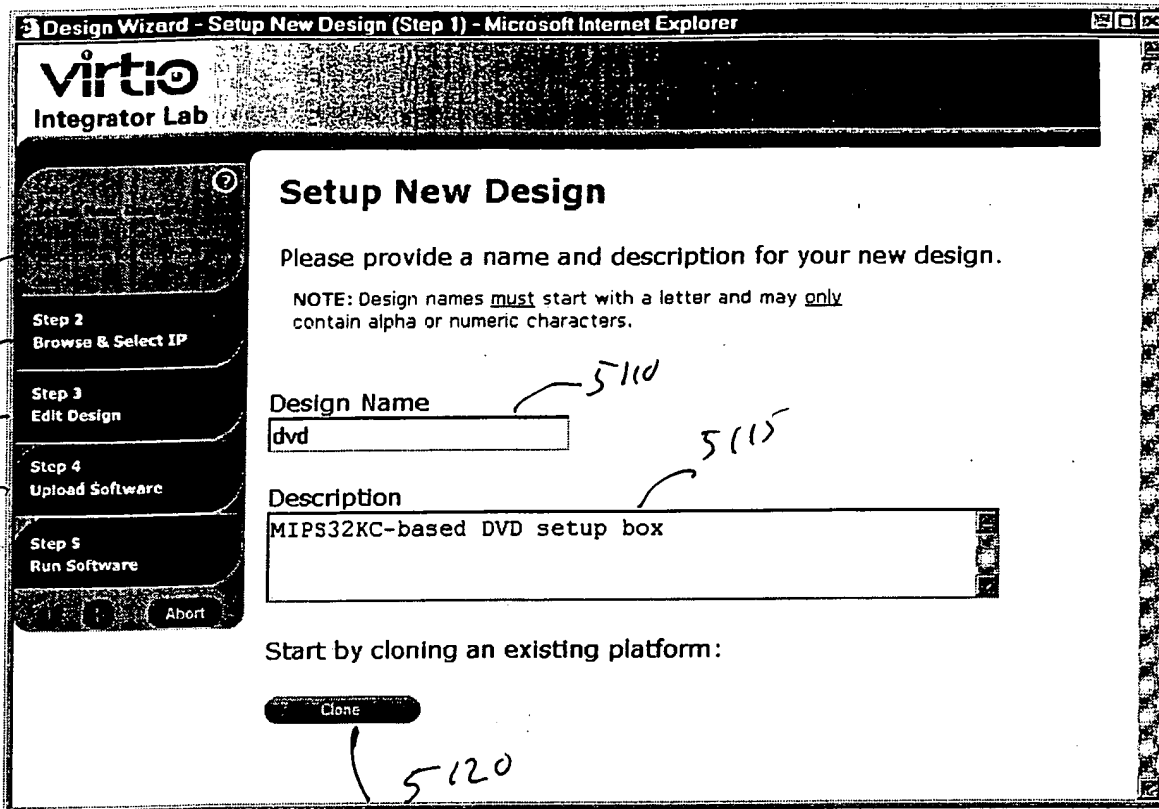 Design Wizard - Setup New Design (Step 1) - Microsoft Internet Explorer
virtio
Integrator Lab
?
Setup New Design
Please provide a name and description for your new design.
NOTE: Design names must start with a letter and may only
contain alpha or numeric characters.
Step 2
Browse & Select IP
Step 3
Edit Design
Step 4
Upload Software
Step 5
Run Software
Abort
5110
Design Name
dvd
5115
Description
MIPS32KC-based DVD setup box
Start by cloning an existing platform:
Clone
5120